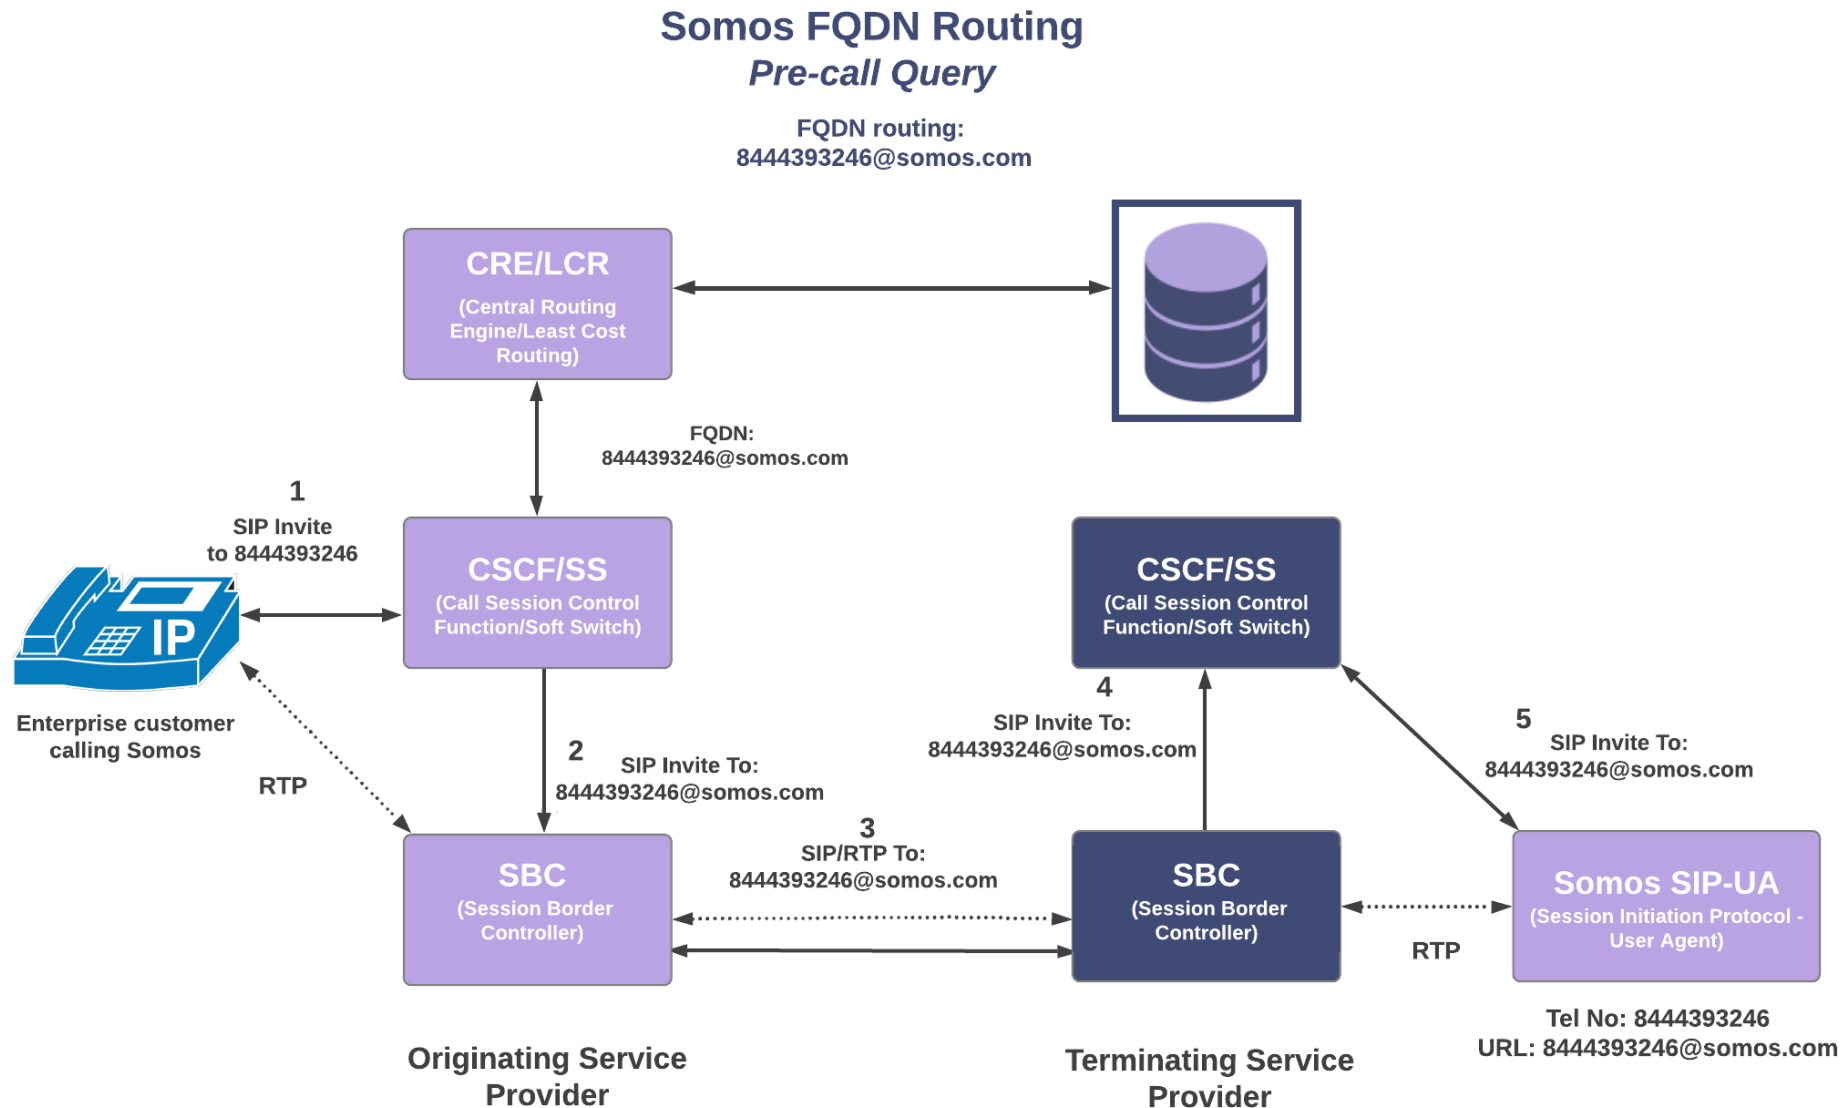 Somos FQDN Routing
Pre-call Query
FQDN routing:
8444393246@somos.com
CRE/LCR
(Central Routing
Engine/Least Cost
Routing)
FQDN:
8444393246@somos.com
1
SIP Invite
to 8444393246
IP
Enterprise customer
calling Somos
CSCF/SS
(Call Session Control
Function/Soft Switch)
CSCF/SS
(Call Session Control
Function/Soft Switch)
RTP
2
SIP Invite To:
8444393246@somos.com
4
SIP Invite To:
8444393246@somos.com
5
SIP Invite To:
8444393246@somos.com
3
SIP/RTP To:
8444393246@somos.com
SBC
(Session Border
Controller)
SBC
(Session Border
Controller)
RTP
Somos SIP-UA
(Session Initiation Protocol -
User Agent)
Tel No: 8444393246
URL: 8444393246@somos.com
Originating Service
Provider
Terminating Service
Provider